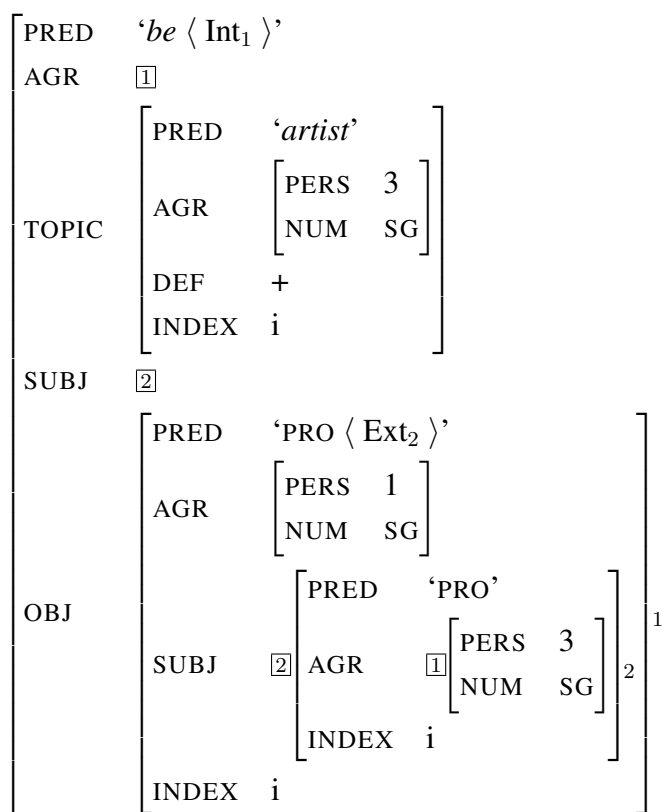 PRED ‘be ⟨ Int₁ ⟩’
AGR 1
TOPIC
PRED ‘artist’
AGR
PERS 3
NUM SG
DEF +
INDEX i
SUBJ 2
OBJ
PRED ‘PRO ⟨ Ext₂ ⟩’
AGR
PERS 1
NUM SG
SUBJ 2
PRED ‘PRO’
AGR 1
PERS 3
NUM SG
INDEX i
2
INDEX i
1